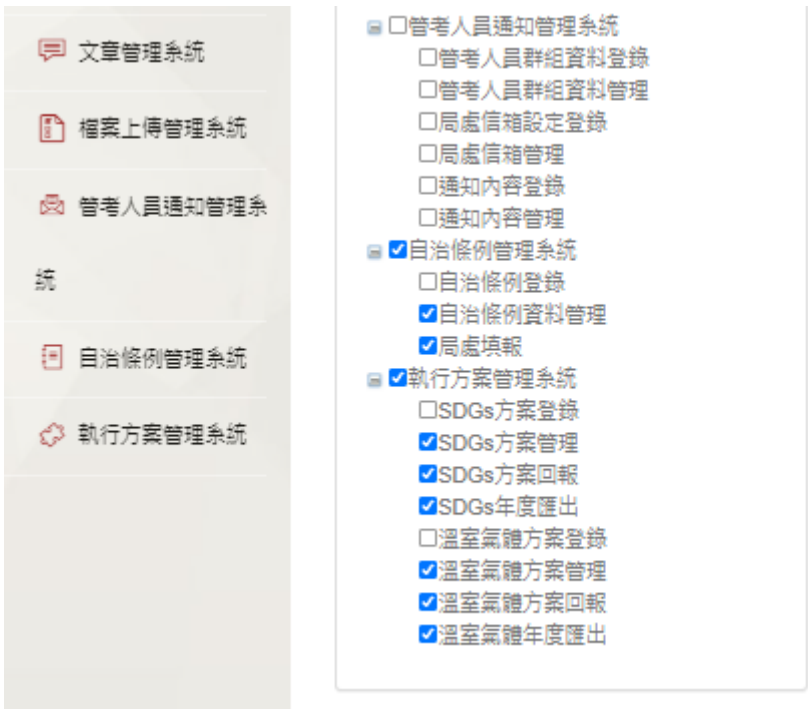 文章管理系統
檔案上傳管理系統
管考人員通知管理系
統
自治條例管理系統
執行方案管理系統
管考人員通知管理系統
管考人員群組資料登錄
管考人員群組資料管理
局處信箱設定登錄
局處信箱管理
通知內容登錄
通知內容管理
自治條例管理系統
自治條例登錄
自治條例資料管理
局處填報
執行方案管理系統
SDGs方案登錄
SDGs方案管理
SDGs方案回報
SDGs年度匯出
溫室氣體方案登錄
溫室氣體方案管理
溫室氣體方案回報
溫室氣體年度匯出